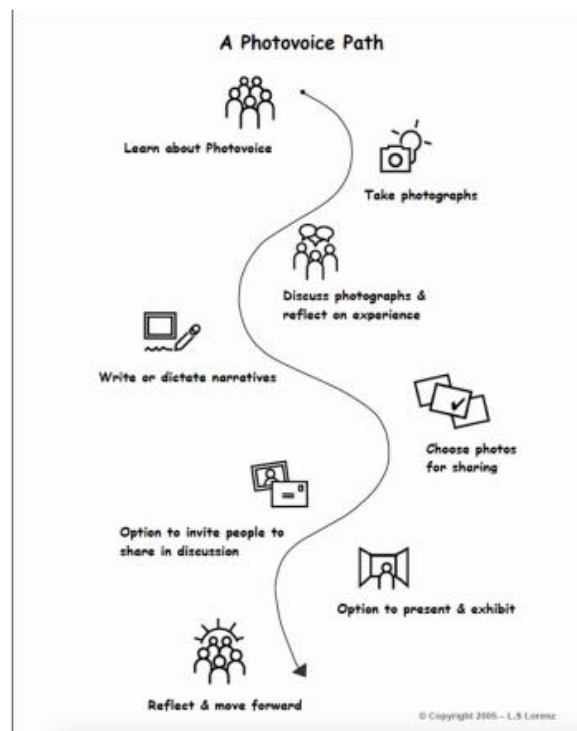 A Photovoice Path
Learn about Photovoice
Take photographs
Discuss photographs &
reflect on experience
Write or dictate narratives
Choose photos
for sharing
Option to invite people to
share in discussion
Option to present & exhibit
Reflect & move forward
© Copyright 2005 – L.S Lorenz